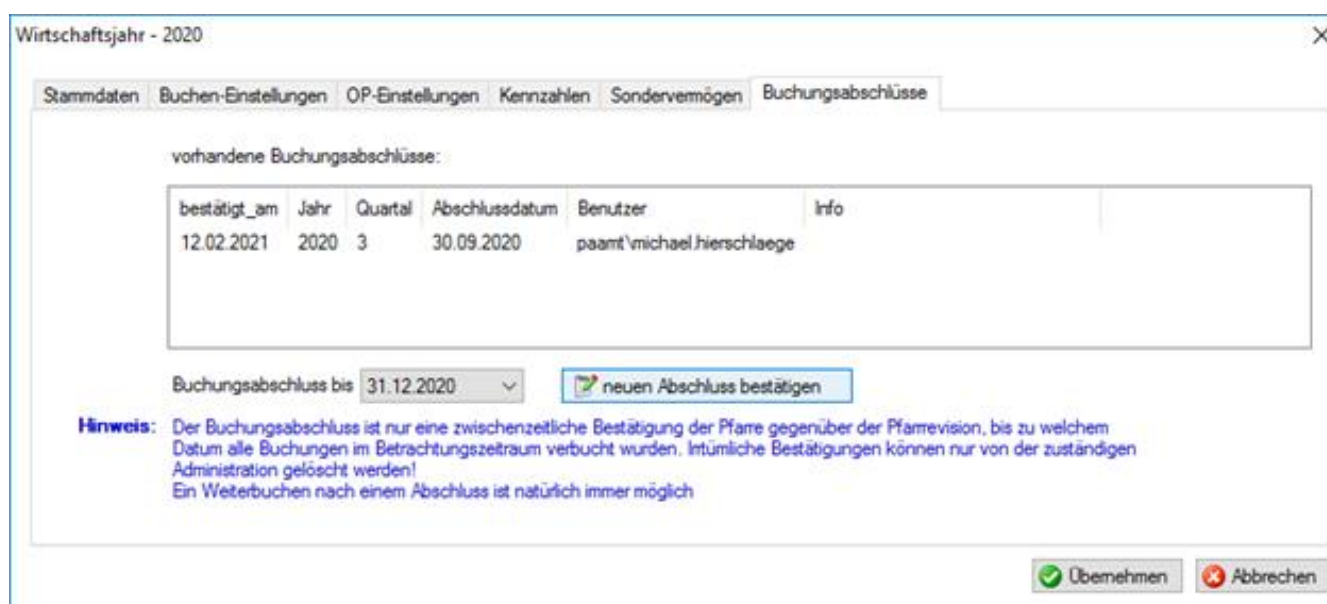 Wirtschaftsjahr - 2020
Stammdaten Buchen-Einstellungen OP-Einstellungen Kennzahlen Sondervermögen Buchungsabschlüsse
vorhandene Buchungsabschlüsse:
bestätigt_am Jahr Quartal Abschlussdatum Benutzer Info
12.02.2021 2020 3 30.09.2020 paamt\michael.hierschlaege
Buchungsabschluss bis 31.12.2020 neuen Abschluss bestätigen
Hinweis: Der Buchungsabschluss ist nur eine zwischenzeitliche Bestätigung der Pfarre gegenüber der Pfarrrevision, bis zu welchem
Datum alle Buchungen im Betrachtungszeitraum verbucht wurden. Irrtümliche Bestätigungen können nur von der zuständigen
Administration gelöscht werden!
Ein Weiterbuchen nach einem Abschluss ist natürlich immer möglich
Übernehmen Abbrechen